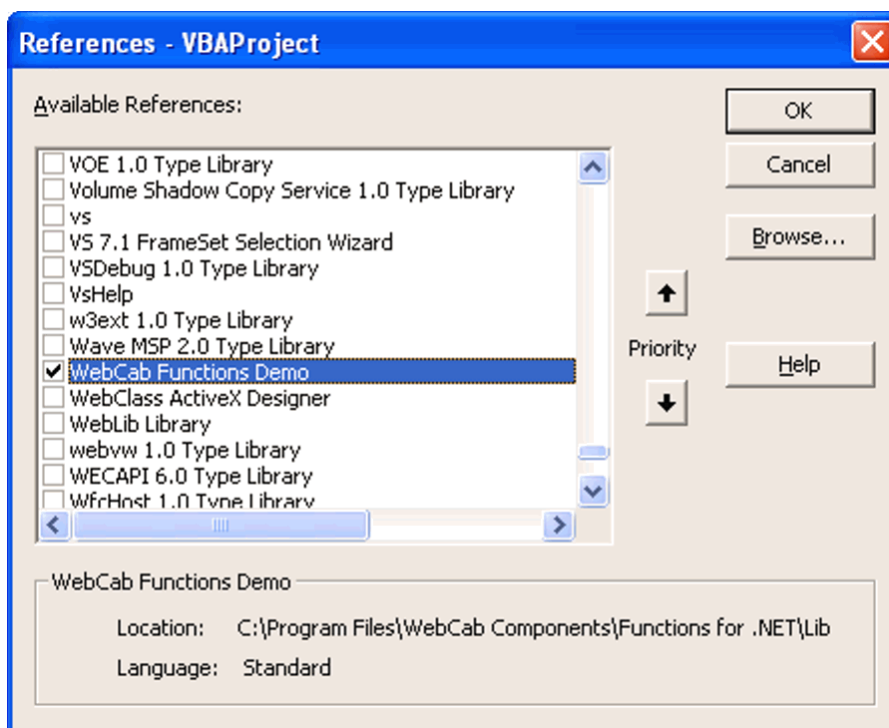 References - VBAProject
Available References:
VOE 1.0 Type Library
Volume Shadow Copy Service 1.0 Type Library
vs
VS 7.1 FrameSet Selection Wizard
VSDebug 1.0 Type Library
VsHelp
w3ext 1.0 Type Library
Wave MSP 2.0 Type Library
WebCab Functions Demo
WebClass ActiveX Designer
WebLib Library
webvw 1.0 Type Library
WECAPI 6.0 Type Library
WfcHost 1.0 Type Library
Priority
OK
Cancel
Browse...
Help
WebCab Functions Demo
Location: C:\Program Files\WebCab Components\Functions for .NET\Lib
Language: Standard